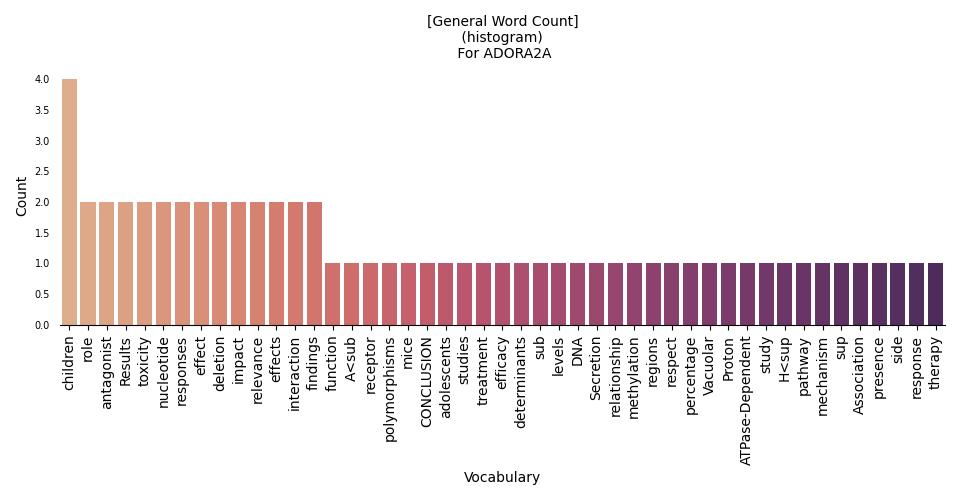 [General Word Count]
(histogram)
For ADORA2A
Count
4.0
3.5
3.0
2.5
2.0
1.5
1.0
0.5
0.0
children
role
antagonist
Results
toxicity
nucleotide
responses
effect
deletion
impact
relevance
effects
interaction
findings
function
A<sub
receptor
polymorphisms
mice
CONCLUSION
adolescents
studies
treatment
efficacy
determinants
sub
levels
DNA
Secretion
relationship
methylation
regions
respect
percentage
Vacuolar
Proton
ATPase-Dependent
study
H<sup
pathway
mechanism
sup
Association
presence
side
response
therapy
Vocabulary